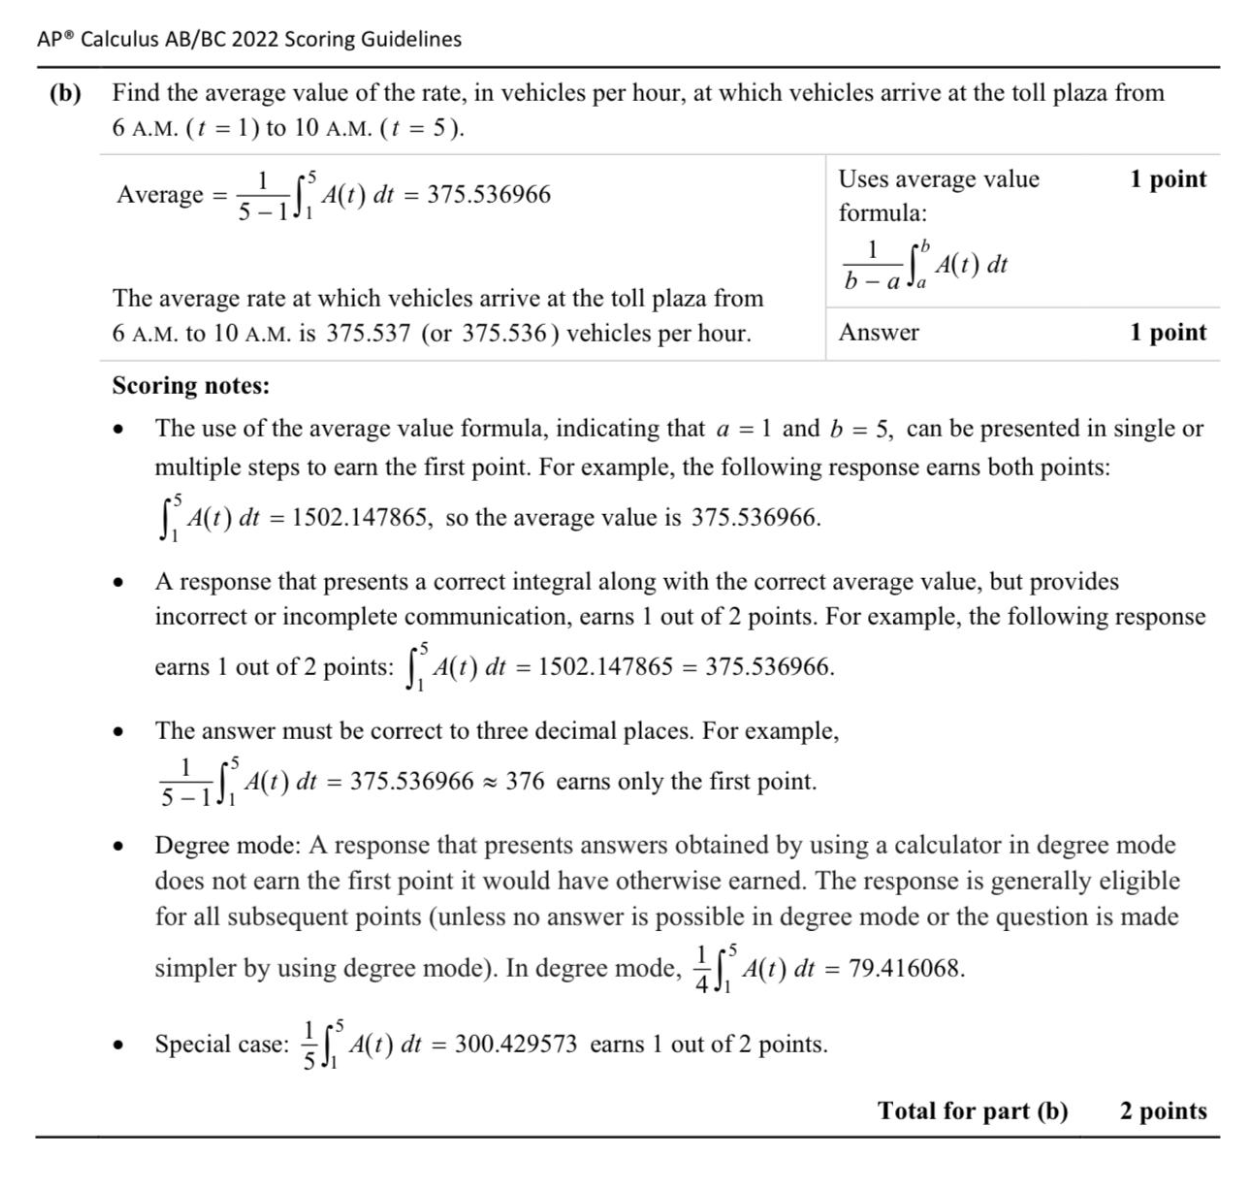 AP® Calculus AB/BC 2022 Scoring Guidelines
(b) Find the average value of the rate, in vehicles per hour, at which vehicles arrive at the toll plaza from
6 A.M. (t = 1) to 10 A.M. (t = 5).
Average = \frac{1}{5 − 1}∫_1^5 A(t) dt = 375.536966
The average rate at which vehicles arrive at the toll plaza from
6 A.M. to 10 A.M. is 375.537 (or 375.536) vehicles per hour.
Uses average value 1 point
formula:
\frac{1}{b − a}∫_a^b A(t) dt
Answer 1 point
Scoring notes:
• The use of the average value formula, indicating that a = 1 and b = 5, can be presented in single or
multiple steps to earn the first point. For example, the following response earns both points:
∫_1^5 A(t) dt = 1502.147865, so the average value is 375.536966.
• A response that presents a correct integral along with the correct average value, but provides
incorrect or incomplete communication, earns 1 out of 2 points. For example, the following response
earns 1 out of 2 points: ∫_1^5 A(t) dt = 1502.147865 = 375.536966.
• The answer must be correct to three decimal places. For example,
\frac{1}{5 − 1}∫_1^5 A(t) dt = 375.536966 ≈ 376 earns only the first point.
• Degree mode: A response that presents answers obtained by using a calculator in degree mode
does not earn the first point it would have otherwise earned. The response is generally eligible
for all subsequent points (unless no answer is possible in degree mode or the question is made
simpler by using degree mode). In degree mode, \frac{1}{4}∫_1^5 A(t) dt = 79.416068.
• Special case: \frac{1}{5}∫_1^5 A(t) dt = 300.429573 earns 1 out of 2 points.
Total for part (b) 2 points